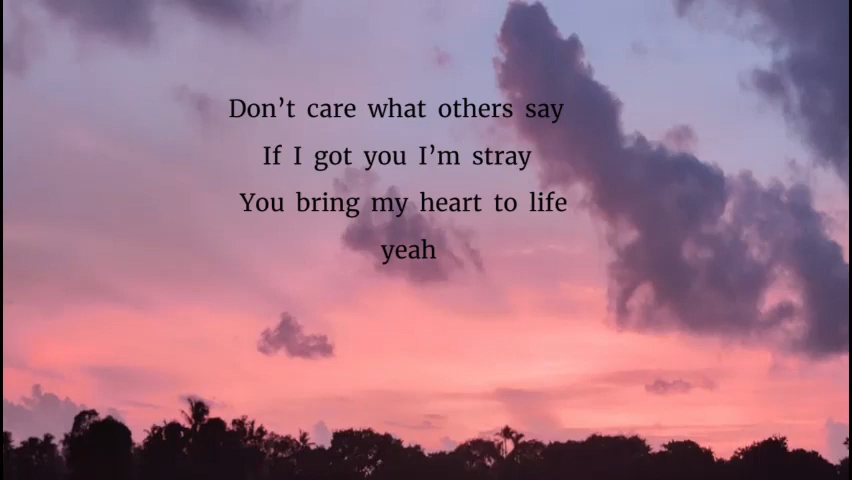 Don’t care what others say
If I got you I’m stray
You bring my heart to life
yeah